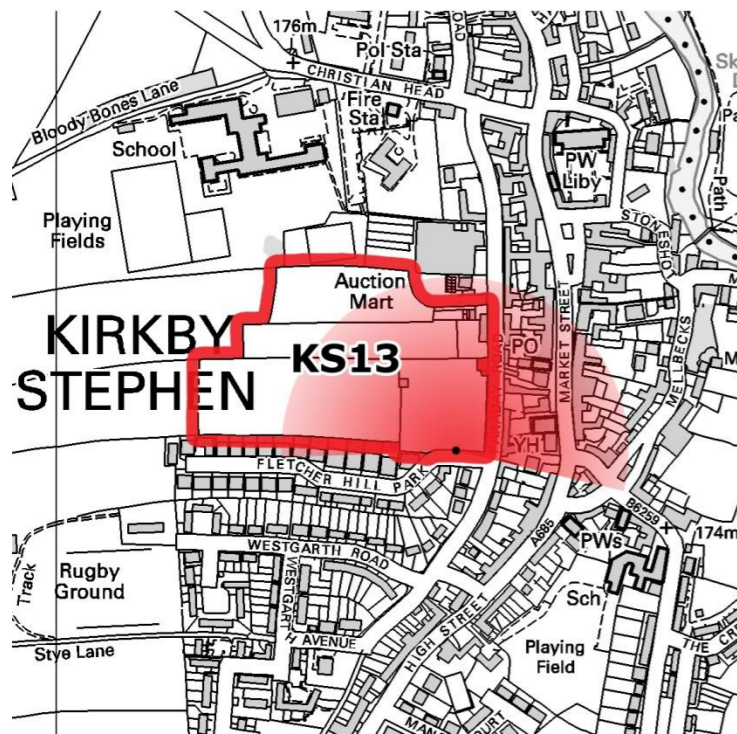 176m
Pol Sta
ROAD
CHRISTIAN HEAD
Bloody Bones Lane
Fire
Sta
School
PW
Liby
Path
Playing
Fields
STONESHOT
Auction
Mart
KIRKBY
STEPHEN
KS13
PO
MARKET STREET
MELLBECKS
YH
FLETCHER HILL PARK
B6259
174m
A685
PWs
WESTGARTH ROAD
Rugby
Ground
Track
WESTGARTH AVENUE
HIGH STREET
Sch
Playing
Field
Stye Lane